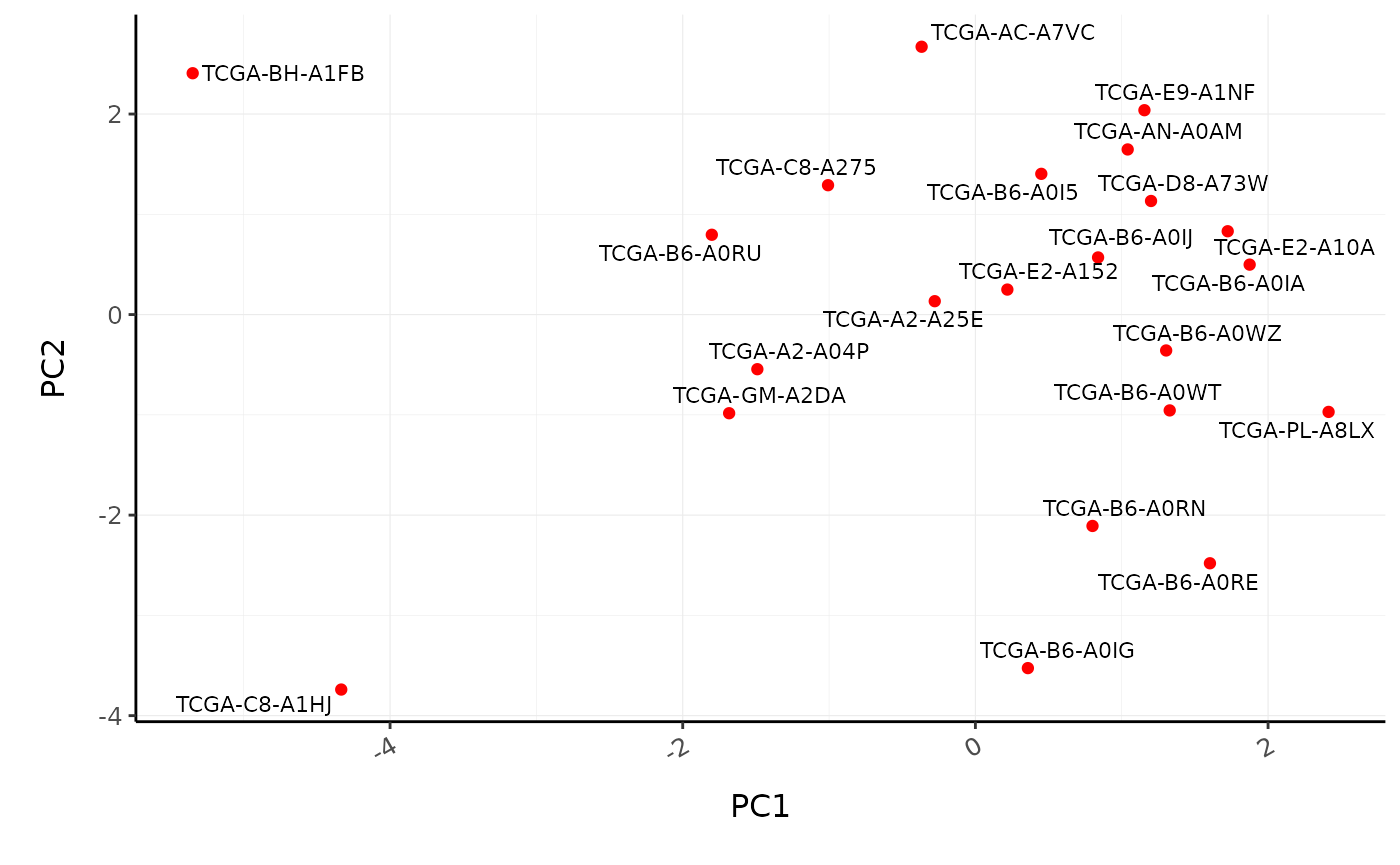 TCGA-AC-A7VC
TCGA-BH-A1FB
TCGA-E9-A1NF
2
TCGA-AN-A0AM
TCGA-C8-A275
TCGA-D8-A73W
TCGA-B6-A0I5
TCGA-B6-A0IJ
TCGA-E2-A10A
TCGA-B6-A0RU
TCGA-E2-A152
TCGA-B6-A0IA
0
TCGA-A2-A25E
TCGA-B6-A0WZ
TCGA-A2-A04P
PC2
TCGA-GM-A2DA
TCGA-B6-A0WT
TCGA-PL-A8LX
TCGA-B6-A0RN
-2
TCGA-B6-A0RE
TCGA-B6-A0IG
TCGA-C8-A1HJ
-4
-4 -2 0 2
PC1